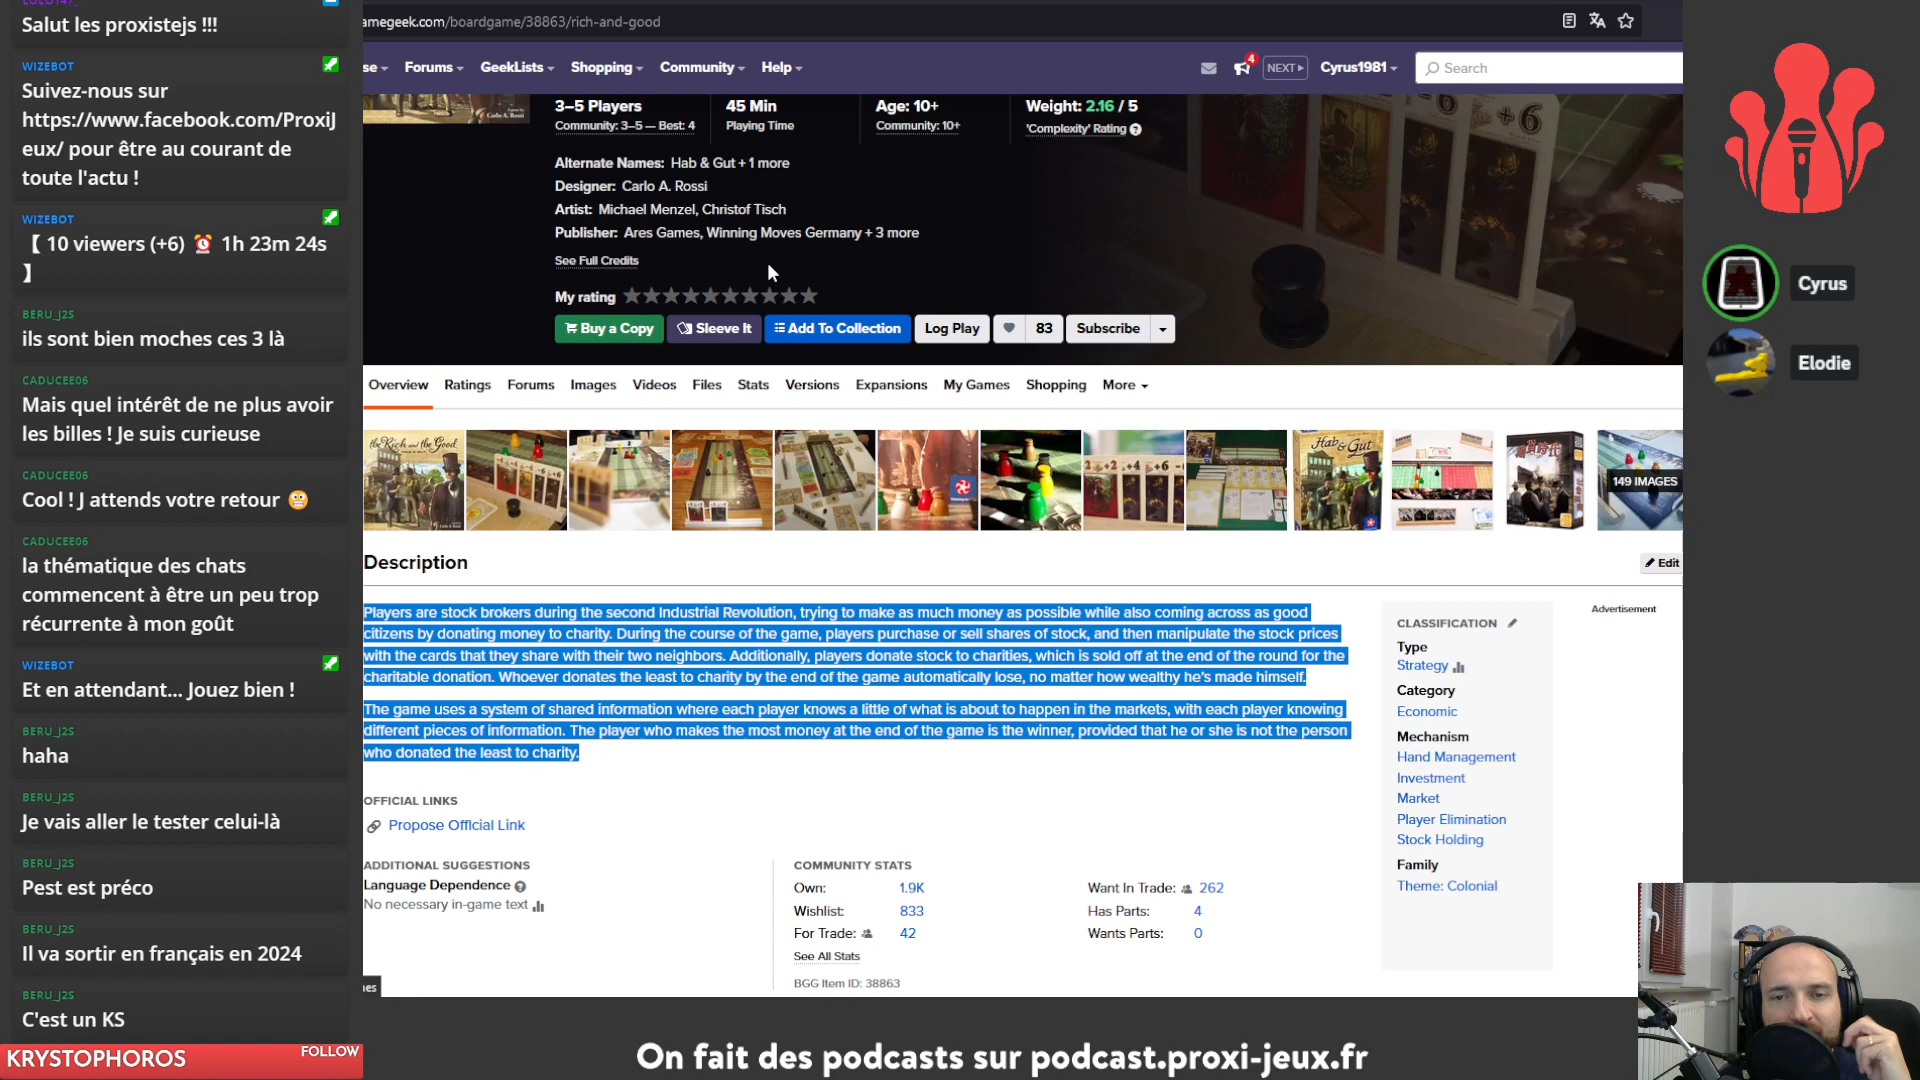 Salut les proxistejs !!!
WIZEBOT
Suivez-nous sur
https://www.facebook.com/ProxiJ
eux/ pour être au courant de
toute l'actu !
WIZEBOT
【 10 viewers (+6) ⏰ 1h 23m 24s
】
BERU_J2S
ils sont bien moches ces 3 là
CADUCEE06
Mais quel intérêt de ne plus avoir
les billes ! Je suis curieuse
CADUCEE06
Cool ! J attends votre retour 😬
CADUCEE06
la thématique des chats
commencent à être un peu trop
récurrente à mon goût
WIZEBOT
Et en attendant... Jouez bien !
BERU_J2S
haha
BERU_J2S
Je vais aller le tester celui-là
BERU_J2S
Pest est préco
BERU_J2S
Il va sortir en français en 2024
BERU_J2S
C'est un KS
KRYSTOPHOROS FOLLOW
amegeek.com/boardgame/38863/rich-and-good
se Forums GeekLists Shopping Community Help 4 NEXT Cyrus1981 Search
3–5 Players 45 Min Age: 10+ Weight: 2.16 / 5
Community: 3–5 — Best: 4 Playing Time Community: 10+ 'Complexity' Rating
Alternate Names: Hab & Gut + 1 more
Designer: Carlo A. Rossi
Artist: Michael Menzel, Christof Tisch
Publisher: Ares Games, Winning Moves Germany + 3 more
See Full Credits
My rating
Buy a Copy Sleeve It Add To Collection Log Play 83 Subscribe
Overview Ratings Forums Images Videos Files Stats Versions Expansions My Games Shopping More
the Rich and the Good
Hab & Gut
149 IMAGES
Description
Edit
Players are stock brokers during the second Industrial Revolution, trying to make as much money as possible while also coming across as good
citizens by donating money to charity. During the course of the game, players purchase or sell shares of stock, and then manipulate the stock prices
with the cards that they share with their two neighbors. Additionally, players donate stock to charities, which is sold off at the end of the round for the
charitable donation. Whoever donates the least to charity by the end of the game automatically lose, no matter how wealthy he's made himself.
The game uses a system of shared information where each player knows a little of what is about to happen in the markets, with each player knowing
different pieces of information. The player who makes the most money at the end of the game is the winner, provided that he or she is not the person
who donated the least to charity.
OFFICIAL LINKS
Propose Official Link
ADDITIONAL SUGGESTIONS
Language Dependence
No necessary in-game text
COMMUNITY STATS
Own: 1.9K
Wishlist: 833
For Trade: 42
See All Stats
BGG Item ID: 38863
Want In Trade: 262
Has Parts: 4
Wants Parts: 0
CLASSIFICATION
Type
Strategy
Category
Economic
Mechanism
Hand Management
Investment
Market
Player Elimination
Stock Holding
Family
Theme: Colonial
Advertisement
Cyrus
Elodie
On fait des podcasts sur podcast.proxi-jeux.fr